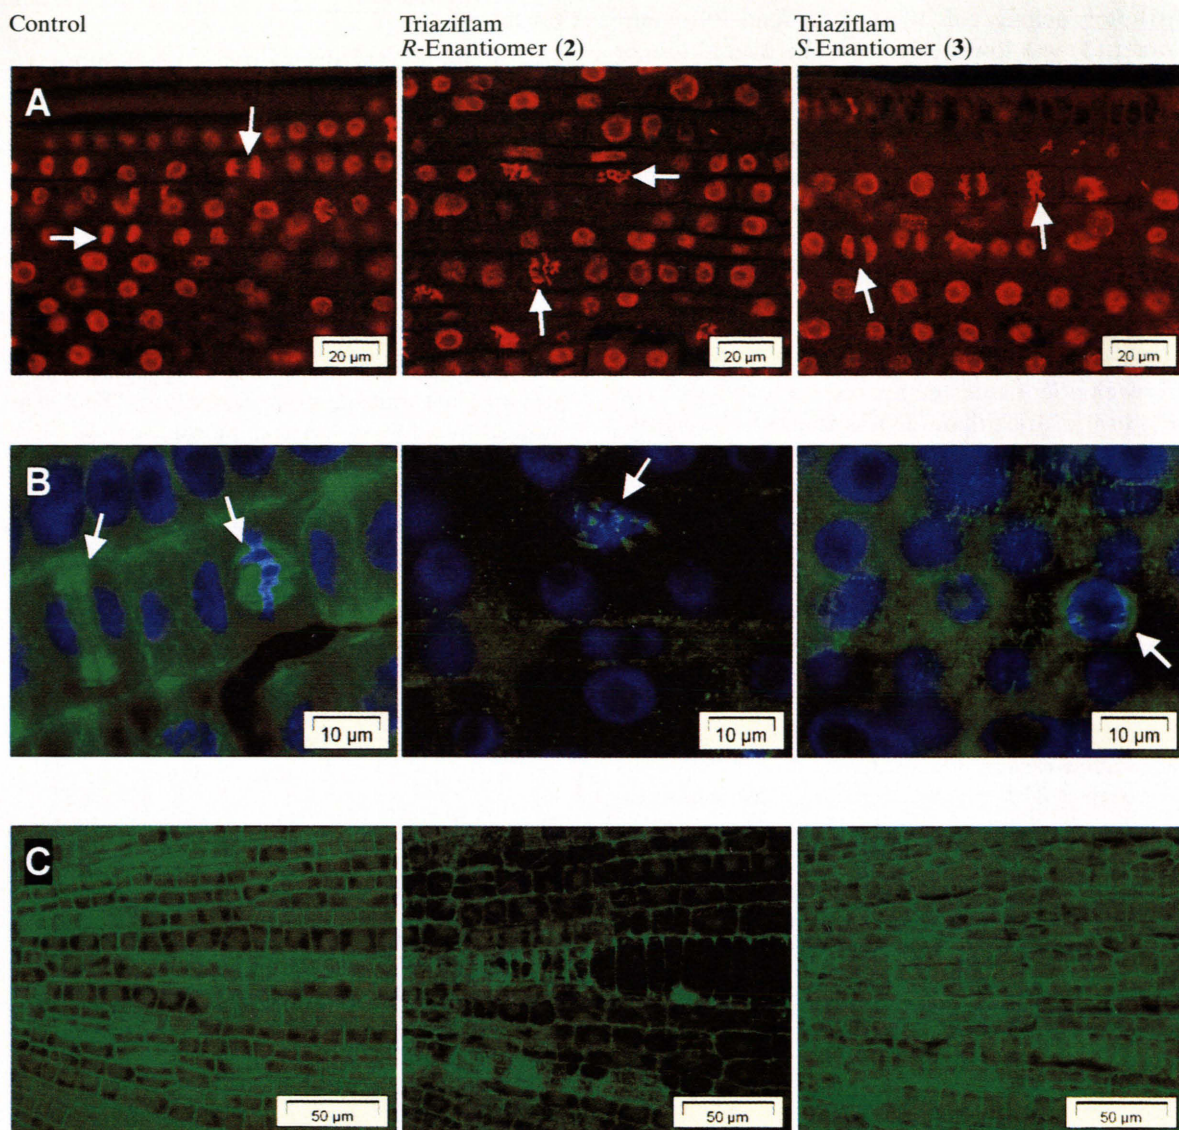 Control
Triaziflam
R-Enantiomer (2)
Triaziflam
S-Enantiomer (3)
A
20 µm
20 µm
20 µm
B
10 µm
10 µm
10 µm
C
50 µm
50 µm
50 µm